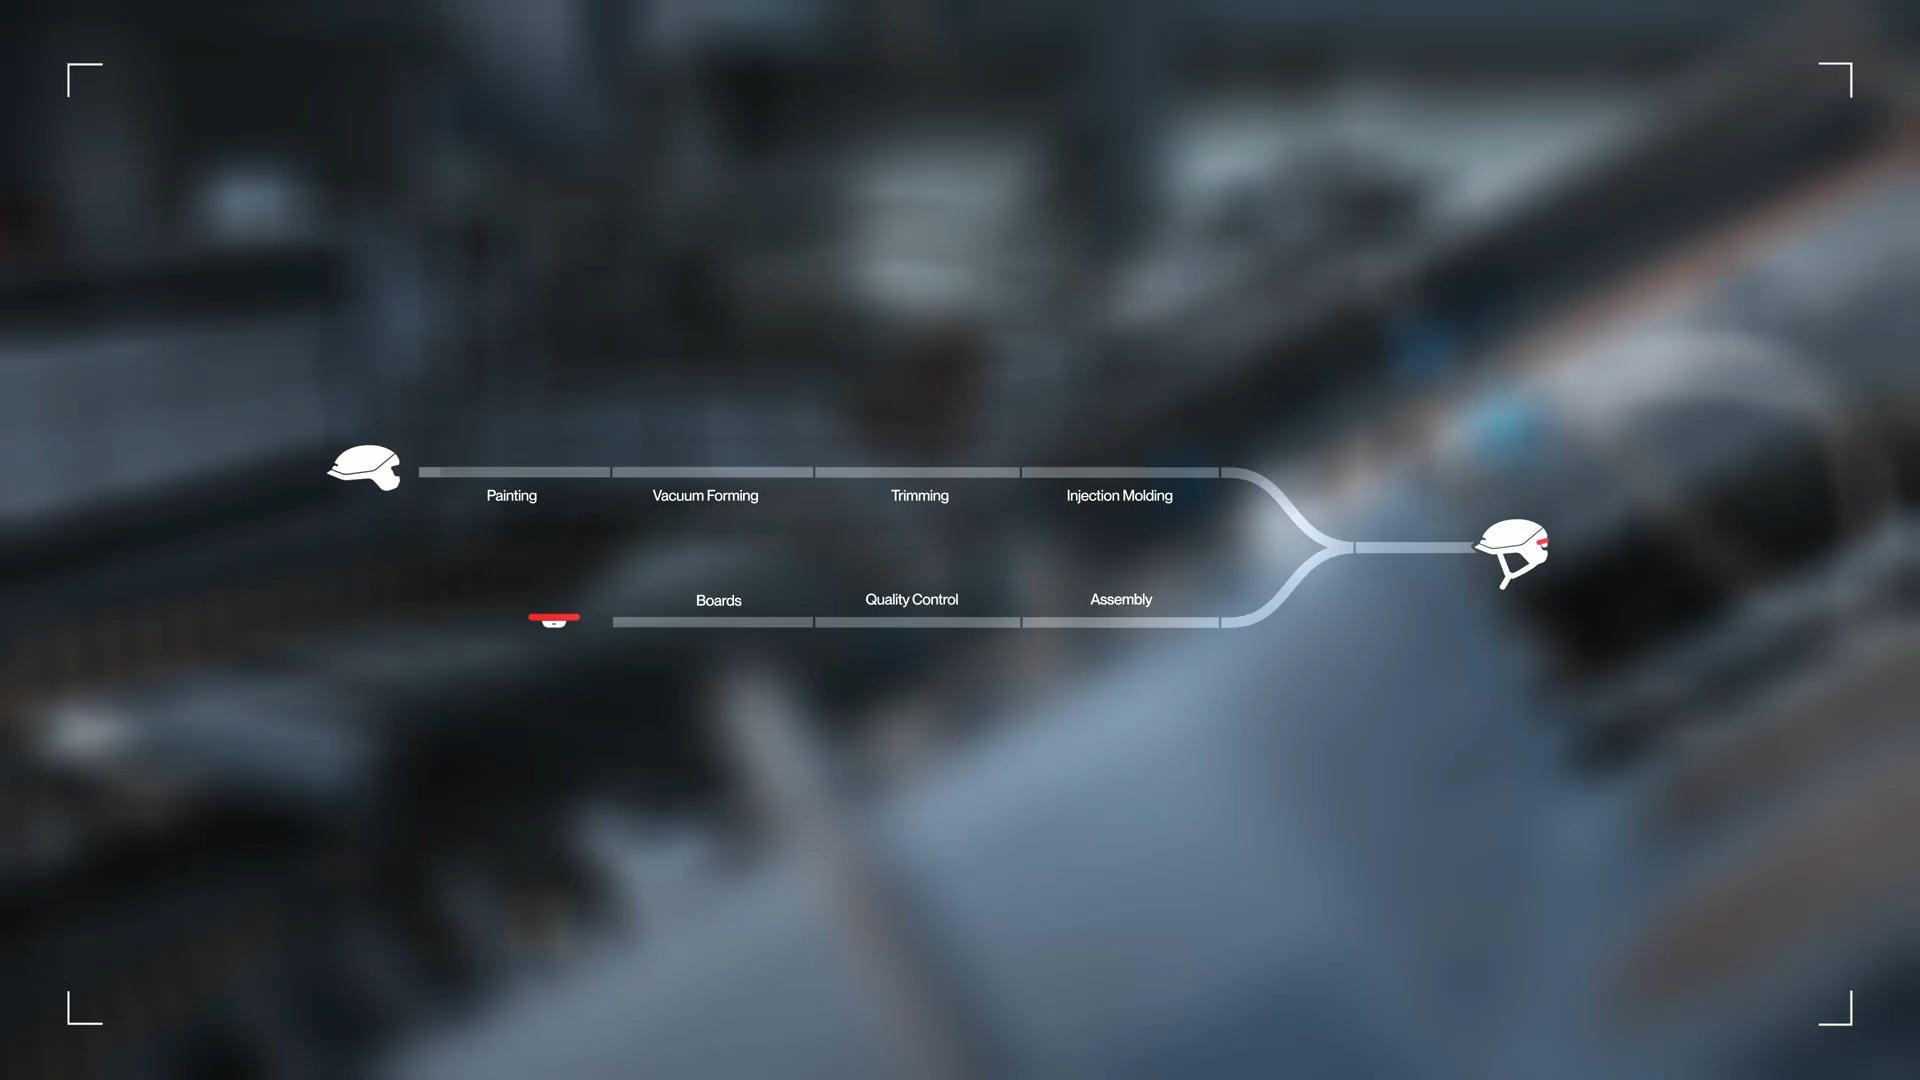 Painting
Vacuum Forming
Trimming
Injection Molding
Boards
Quality Control
Assembly